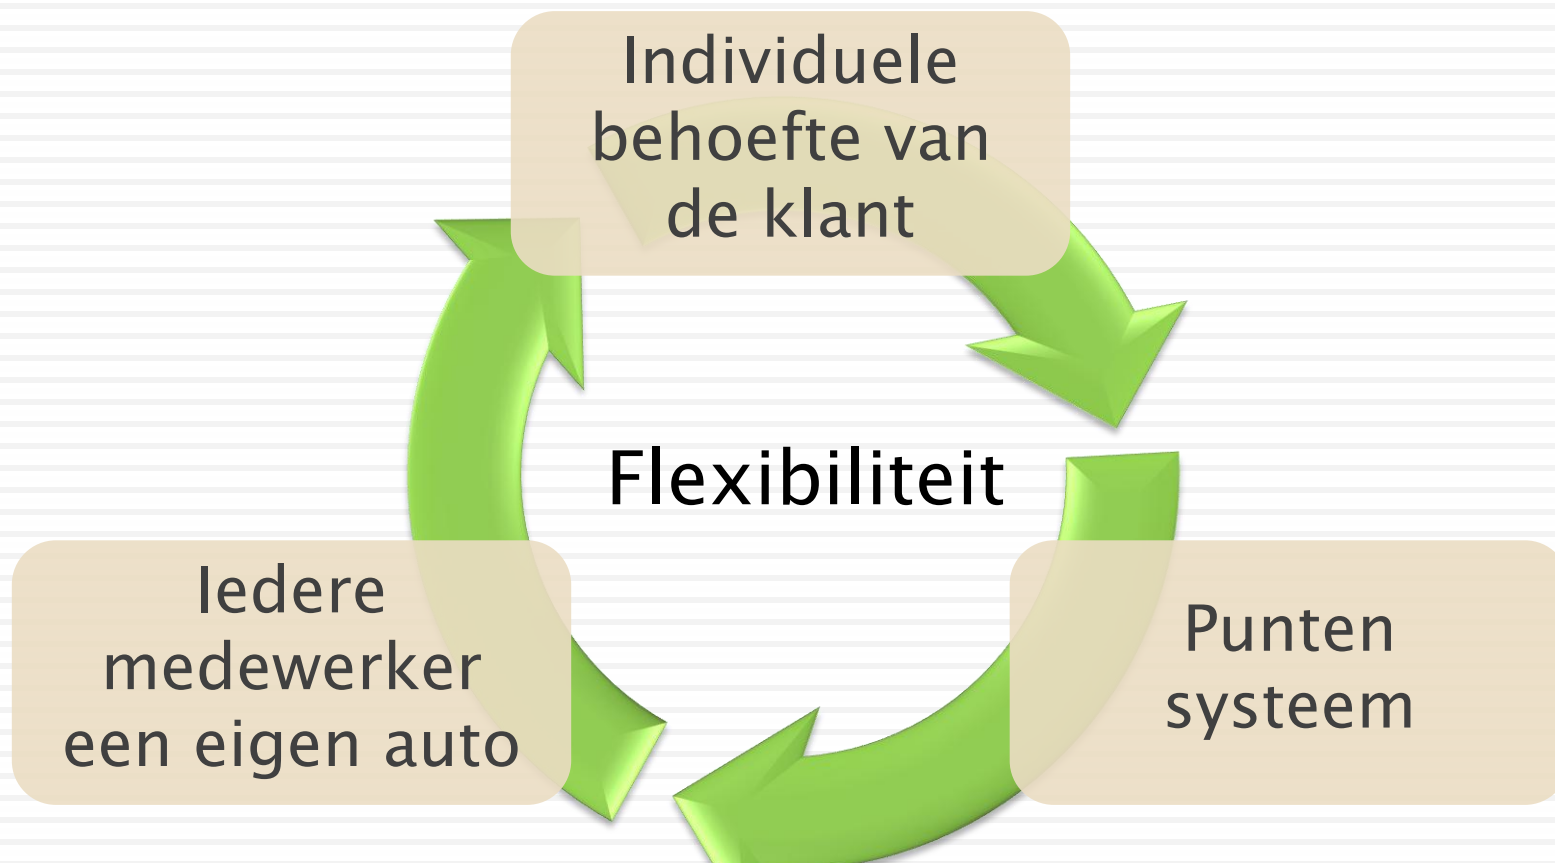 Individuele
behoefte van
de klant
Flexibiliteit
Iedere
medewerker
een eigen auto
Punten
systeem